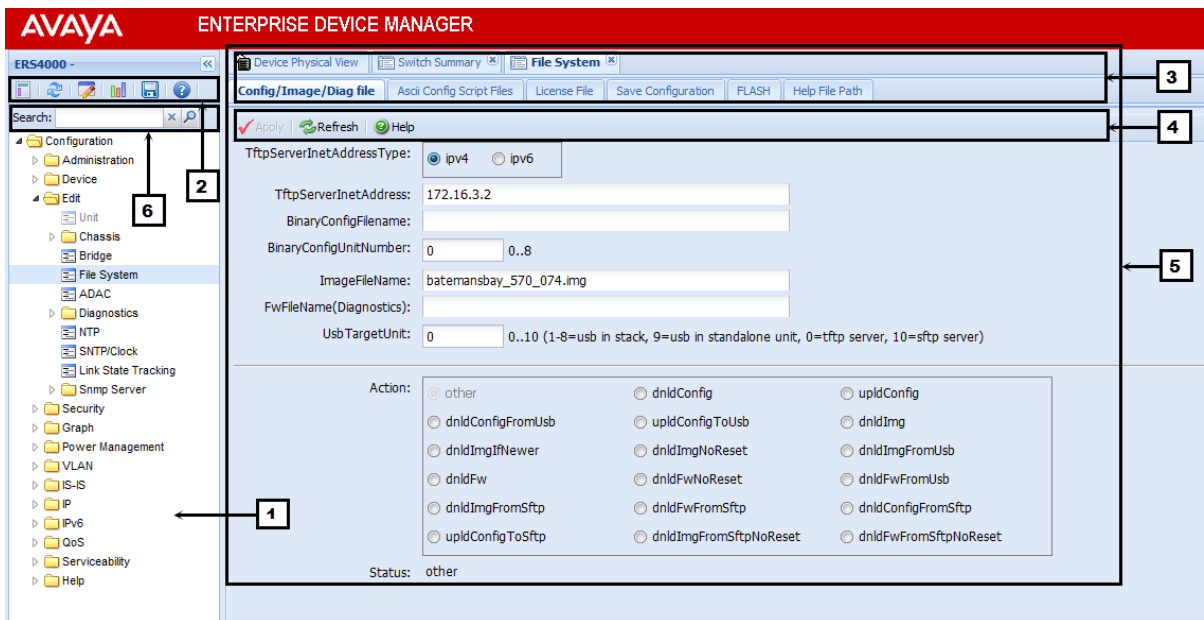 AVAYA ENTERPRISE DEVICE MANAGER
ERS4000 -
Device Physical View Switch Summary File System
3
Config/Image/Diag file Ascii Config Script Files License File Save Configuration FLASH Help File Path
Search:
Apply Refresh Help
4
Configuration
Administration
Device
2
Edit
6
Unit
Chassis
Bridge
File System
ADAC
Diagnostics
NTP
SNTP/Clock
Link State Tracking
Snmp Server
Security
Graph
Power Management
VLAN
IS-IS
IP
1
IPv6
QoS
Serviceability
Help
TftpServerInetAddressType: ipv4 ipv6
TftpServerInetAddress: 172.16.3.2
BinaryConfigFilename:
BinaryConfigUnitNumber: 0 0..8
5
ImageFileName: batemansbay_570_074.img
FwFileName(Diagnostics):
UsbTargetUnit: 0 0..10 (1-8=usb in stack, 9=usb in standalone unit, 0=tftp server, 10=sftp server)
Action: other dnldConfig upldConfig
dnldConfigFromUsb upldConfigToUsb dnldImg
dnldImgIfNewer dnldImgNoReset dnldImgFromUsb
dnldFw dnldFwNoReset dnldFwFromUsb
dnldImgFromSftp dnldFwFromSftp dnldConfigFromSftp
upldConfigToSftp dnldImgFromSftpNoReset dnldFwFromSftpNoReset
Status: other